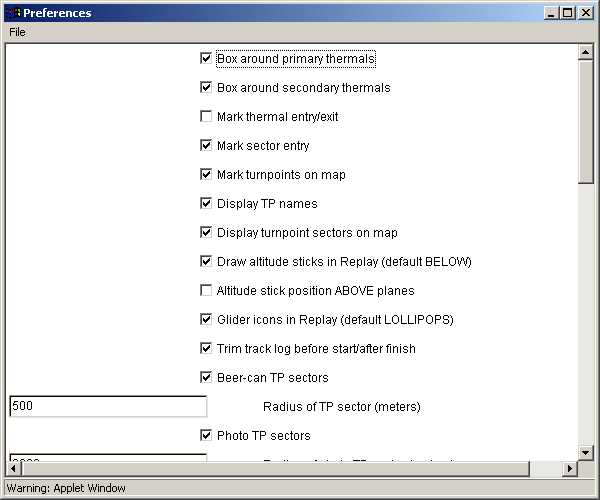 Preferences
File
Box around primary thermals
Box around secondary thermals
Mark thermal entry/exit
Mark sector entry
Mark turnpoints on map
Display TP names
Display turnpoint sectors on map
Draw altitude sticks in Replay (default BELOW)
Altitude stick position ABOVE planes
Glider icons in Replay (default LOLLIPOPS)
Trim track log before start/after finish
Beer-can TP sectors
500 Radius of TP sector (meters)
Photo TP sectors
Warning: Applet Window